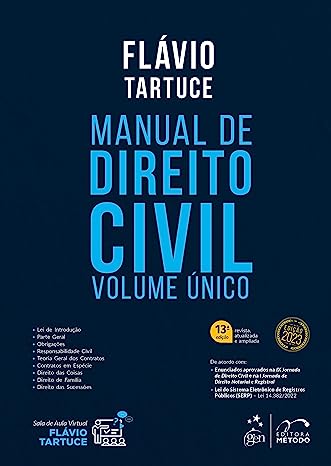 FLÁVIO
TARTUCE
MANUAL DE
DIREITO
CIVIL
VOLUME ÚNICO
• Lei de Introdução
• Parte Geral
• Obrigações
• Responsabilidade Civil
• Teoria Geral dos Contratos
• Contratos em Espécie
• Direito das Coisas
• Direito de Família
• Direito das Sucessões
13ª
edição
revista,
atualizada
e ampliada
EDIÇÃO
2023
De acordo com:
• Enunciados aprovados na IX Jornada
de Direito Civil e na I Jornada de
Direito Notarial e Registral
• Lei do Sistema Eletrônico de Registros
Públicos (SERP) – Lei 14.382/2022
Sala de Aula Virtual
FLÁVIO
TARTUCE
gen
EDITORA
MÉTODO